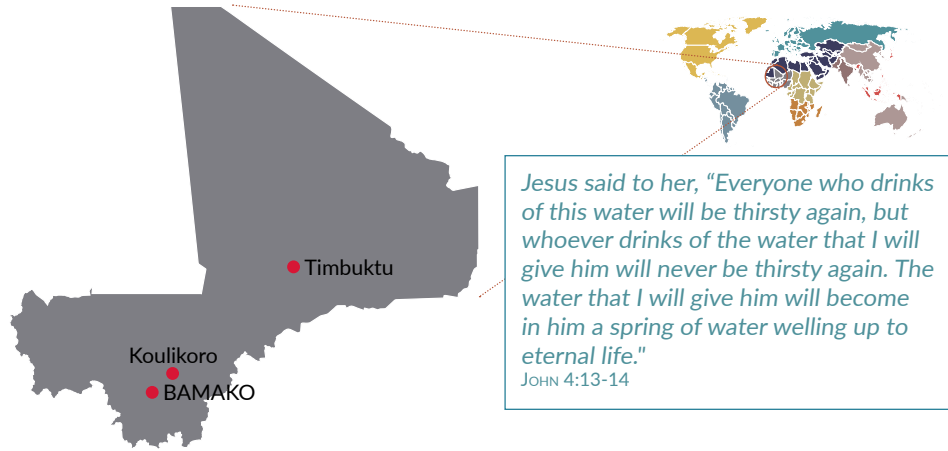 Timbuktu
Koulikoro
BAMAKO
Jesus said to her, “Everyone who drinks
of this water will be thirsty again, but
whoever drinks of the water that I will
give him will never be thirsty again. The
water that I will give him will become
in him a spring of water welling up to
eternal life."
John 4:13-14